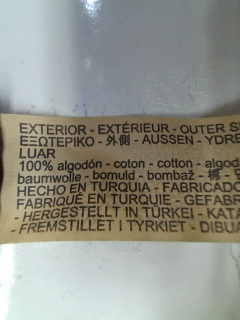 EXTERIOR - EXTÉRIEUR - OUTER S
ΕΞΩΤΕΡΙΚΟ - 外側 - AUSSEN - YDRE
LUAR
100% algodón - coton - cotton - algod
baumwolle - bomuld - bombaž - 棉 -
HECHO EN TURQUIA - FABRICADO
FABRIQUÉ EN TURQUIE - GEFABR
- HERGESTELLT IN TÜRKEI - KATA
- FREMSTILLET I TYRKIET - DIBUA